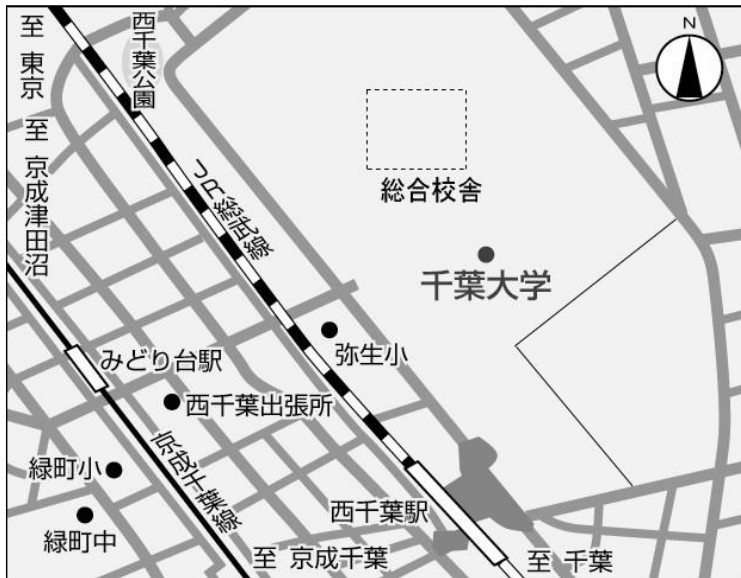 至 東京
西千葉公園
N
至 京成津田沼
JR総武線
総合校舎
千葉大学
みどり台駅
弥生小
西千葉出張所
京成千葉線
緑町小
緑町中
西千葉駅
至 京成千葉
至 千葉